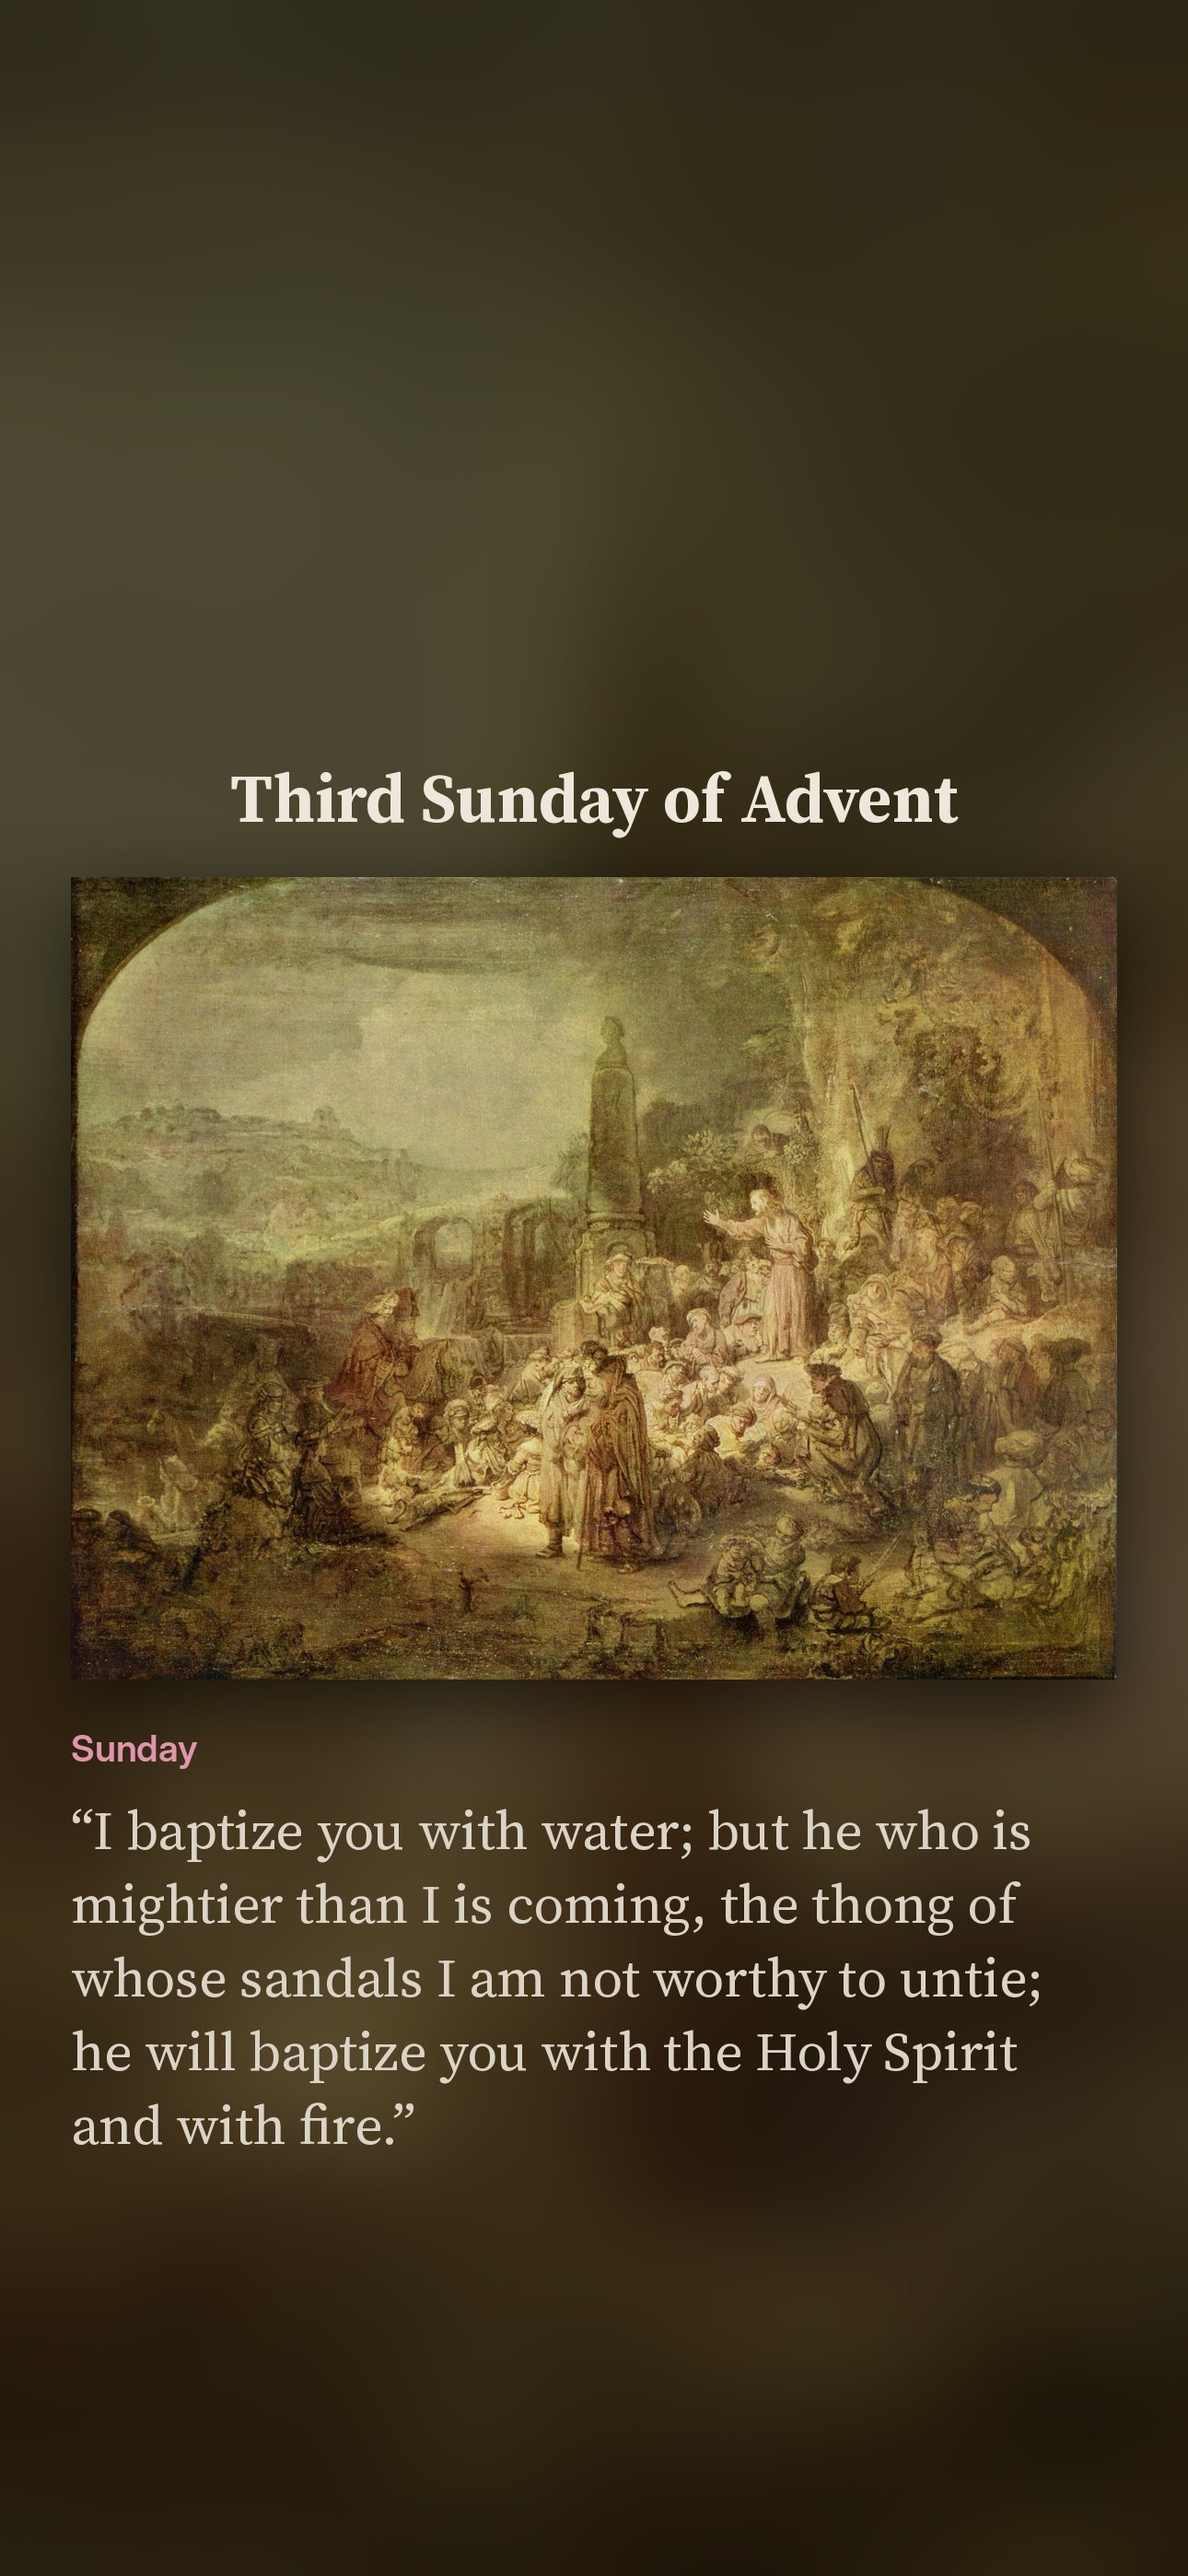 Third Sunday of Advent
Sunday
“I baptize you with water; but he who is
mightier than I is coming, the thong of
whose sandals I am not worthy to untie;
he will baptize you with the Holy Spirit
and with fire.”